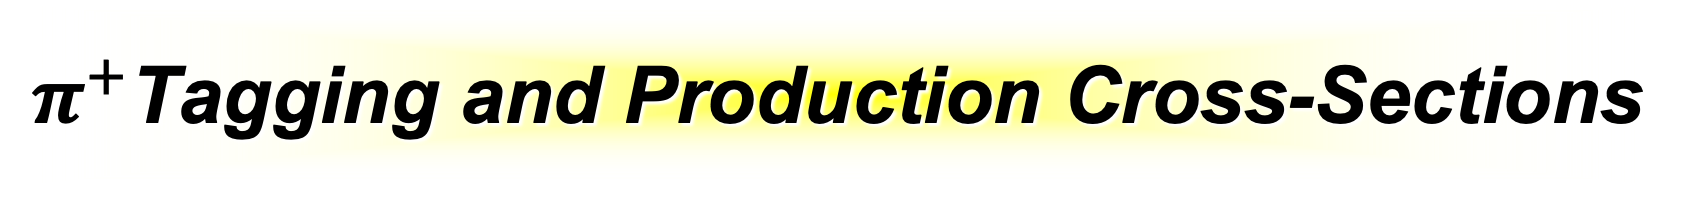 π⁺ Tagging and Production Cross-Sections